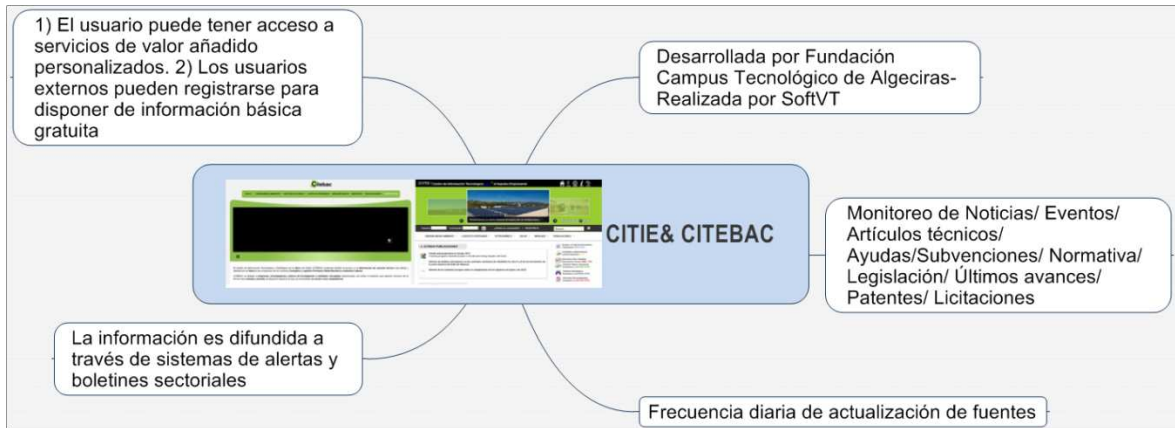 1) El usuario puede tener acceso a
servicios de valor añadido
personalizados. 2) Los usuarios
externos pueden registrarse para
disponer de información básica
gratuita
Desarrollada por Fundación
Campus Tecnológico de Algeciras-
Realizada por SoftVT
Citebac
CITIE& CITEBAC
Monitoreo de Noticias/ Eventos/
Artículos técnicos/
Ayudas/Subvenciones/ Normativa/
Legislación/ Últimos avances/
Patentes/ Licitaciones
La información es difundida a
través de sistemas de alertas y
boletines sectoriales
Frecuencia diaria de actualización de fuentes